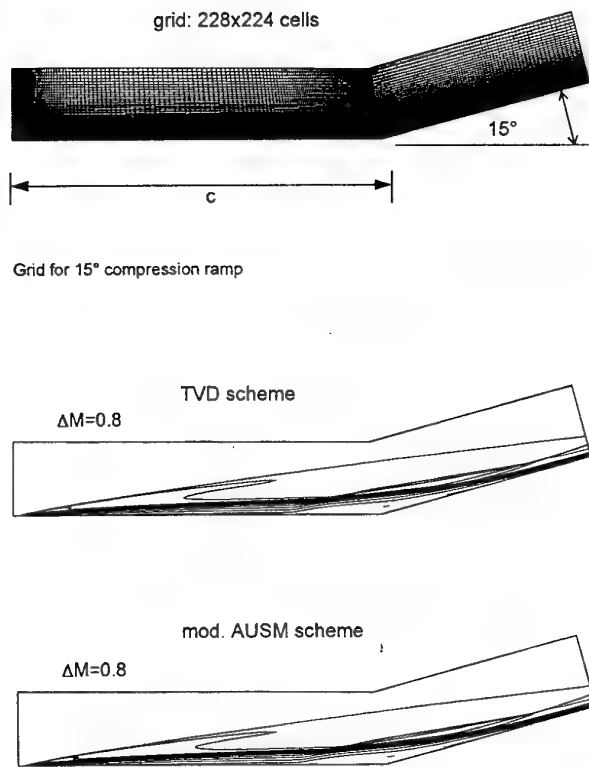 grid: 228x224 cells
15°
c
Grid for 15° compression ramp
TVD scheme
ΔM=0.8
mod. AUSM scheme
ΔM=0.8